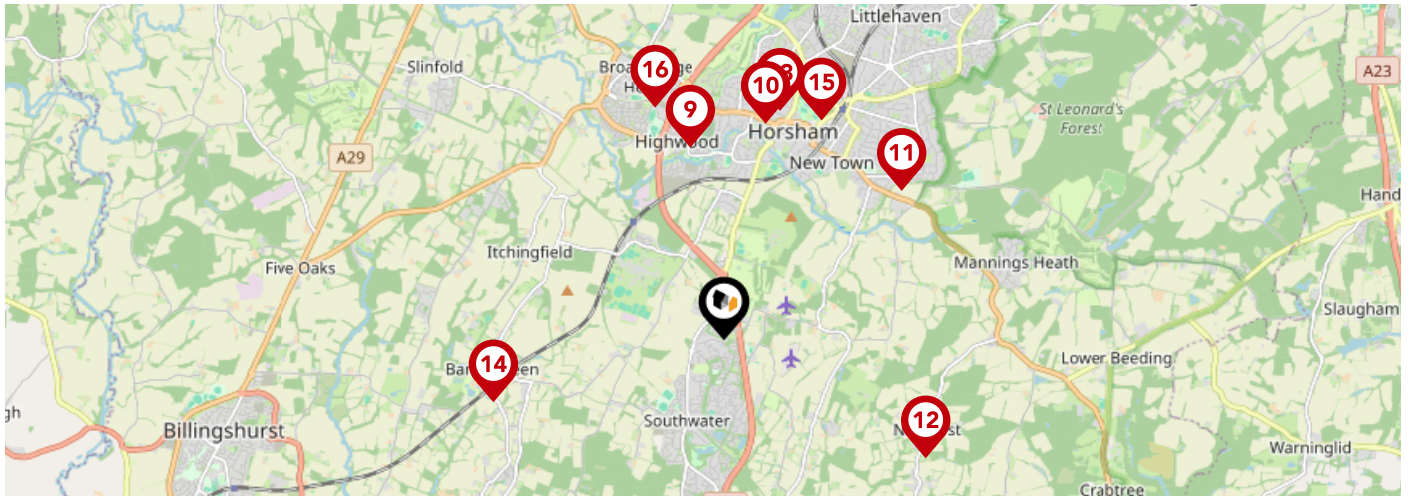 Littlehaven
Slinfold
16
10
15
A23
9
St Leonard's
Forest
Horsham
Highwood
A29
New Town
11
Hand
Itchingfield
Five Oaks
Mannings Heath
Slaugham
14
Lower Beeding
12
Southwater
Billingshurst
gh
Warninglid
Crabtree